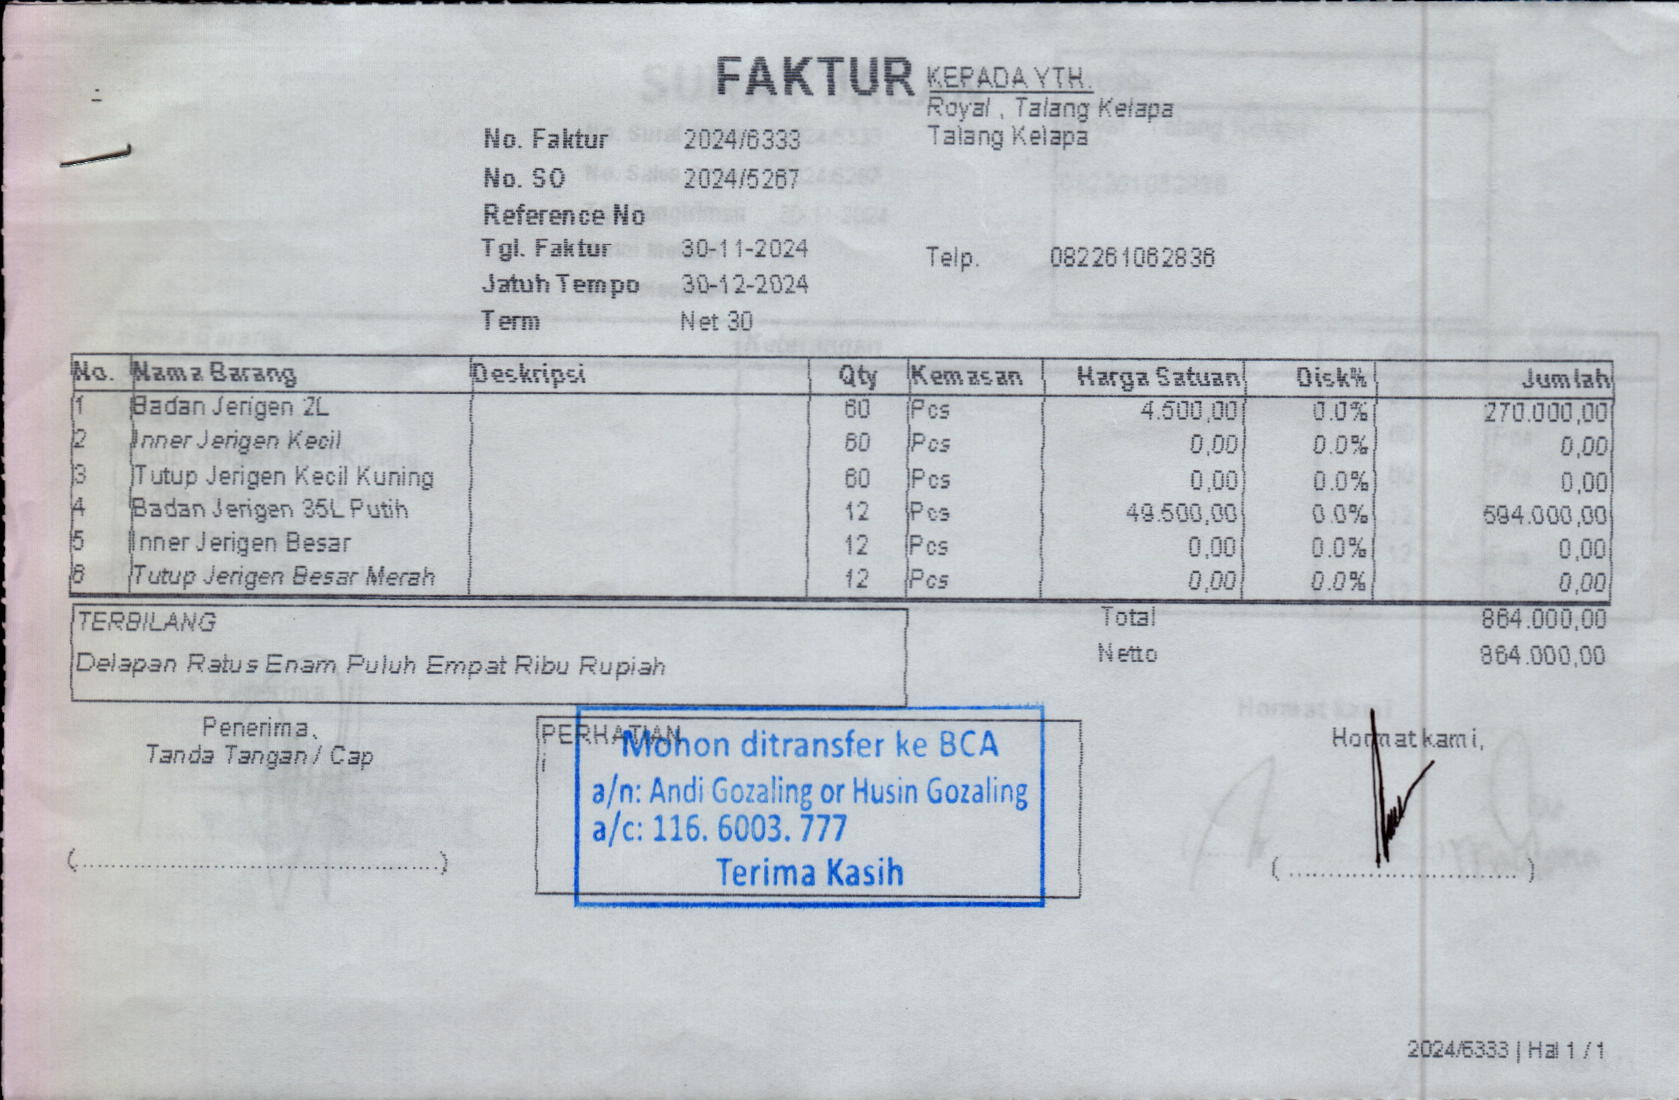 FAKTUR
KEPADA YTH.
Royal , Talang Kelapa
Talang Kelapa
No. Faktur 2024/6333
No. SO 2024/5267
Reference No
Tgl. Faktur 30-11-2024
Telp. 082261062836
Jatuh Tempo 30-12-2024
Term Net 30
No. Nama Barang Deskripsi Qty Kemasan Harga Satuan Disk% Jumlah
1 Badan Jerigen 2L 60 Pcs 4.500,00 0.0% 270.000,00
2 Inner Jerigen Kecil 60 Pcs 0,00 0.0% 0,00
3 Tutup Jerigen Kecil Kuning 60 Pcs 0,00 0.0% 0,00
4 Badan Jerigen 35L Putih 12 Pcs 49.500,00 0.0% 594.000,00
5 Inner Jerigen Besar 12 Pcs 0,00 0.0% 0,00
6 Tutup Jerigen Besar Merah 12 Pcs 0,00 0.0% 0,00
TERBILANG
Delapan Ratus Enam Puluh Empat Ribu Rupiah
Total 864.000,00
Netto 864.000,00
Penerima,
Tanda Tangan / Cap
(..........................................)
PERHATIAN
i
Mohon ditransfer ke BCA
a/n: Andi Gozaling or Husin Gozaling
a/c: 116. 6003. 777
Terima Kasih
Hormat kami,
( ........................... )
2024/6333 | Hal 1 / 1